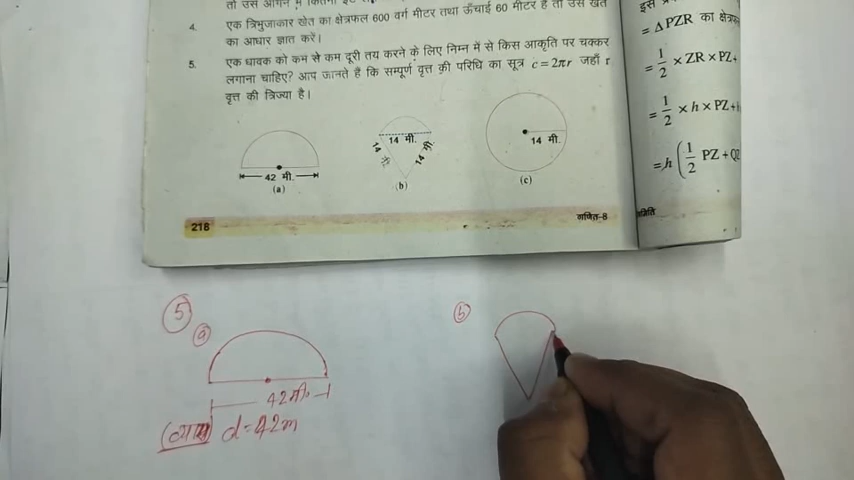 4. एक त्रिभुजाकार खेत का क्षेत्रफल 600 वर्ग मीटर तथा ऊँचाई 60 मीटर है तो उस खेत
का आधार ज्ञात करें।
5. एक धावक को कम से कम दूरी तय करने के लिए निम्न में से किस आकृति पर चक्कर
लगाना चाहिए? आप जानते हैं कि सम्पूर्ण वृत्त की परिधि का सूत्र c=2πr जहाँ r
वृत्त की त्रिज्या है।
42 मी.
(a)
14 मी.
14 मी.
14 मी.
(b)
14 मी.
(c)
218
गणित-8
= ΔPZR का
= 1/2 × ZR × PZ+
= 1/2 × h × PZ+
= h (1/2 PZ +
5
a
42 मी.
(व्यास) d=42m
b